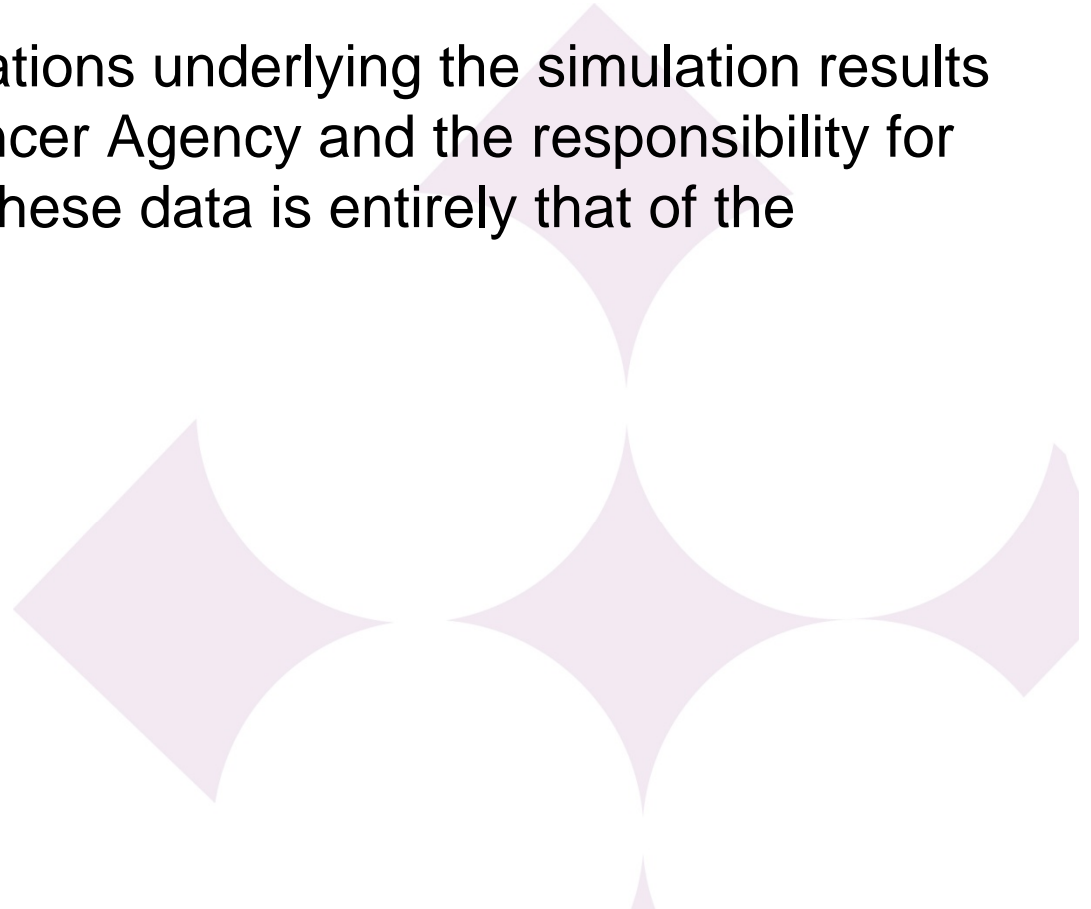 ations underlying the simulation results
ncer Agency and the responsibility for
hese data is entirely that of the